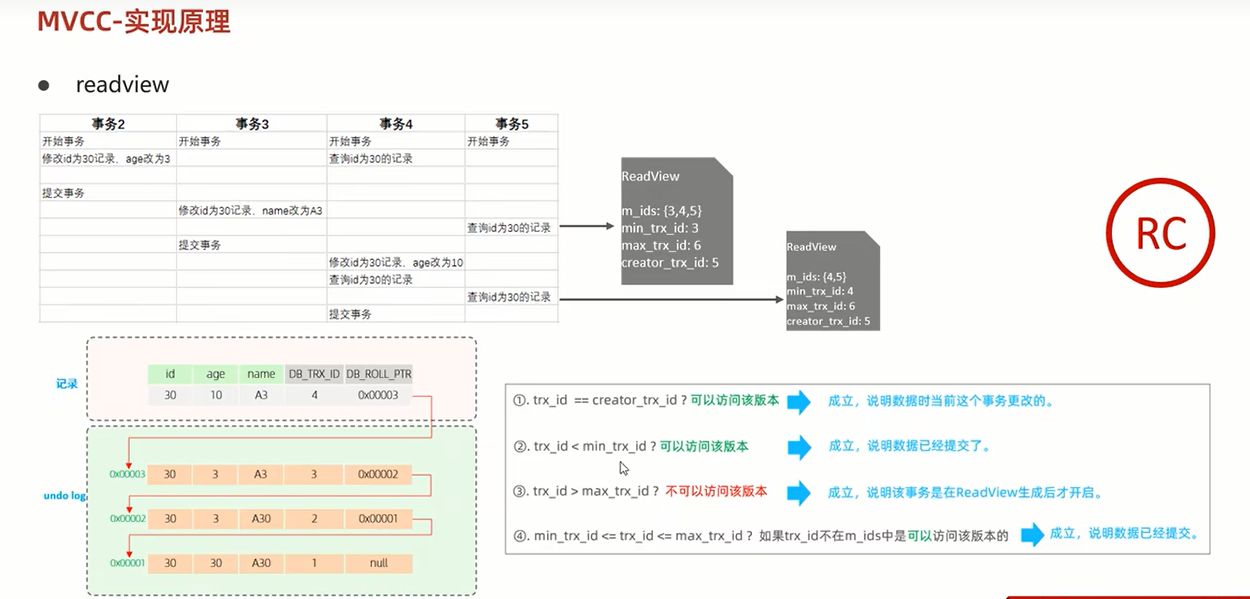 MVCC-实现原理
● readview
事务2 事务3 事务4 事务5
开始事务 开始事务 开始事务 开始事务
修改id为30记录、age改为3 查询id为30的记录
提交事务
修改id为30记录、name改为A3
查询id为30的记录
提交事务
修改id为30记录、age改为10
查询id为30的记录
查询id为30的记录
提交事务
ReadView
m_ids: {3,4,5}
min_trx_id: 3
max_trx_id: 6
creator_trx_id: 5
ReadView
m_ids: {4,5}
min_trx_id: 4
max_trx_id: 6
creator_trx_id: 5
RC
记录
id age name DB_TRX_ID DB_ROLL_PTR
30 10 A3 4 0x00003
undo log
0x00003 30 3 A3 3 0x00002
0x00002 30 3 A30 2 0x00001
0x00001 30 30 A30 1 null
①. trx_id == creator_trx_id ? 可以访问该版本 成立，说明数据时当前这个事务更改的。
②. trx_id < min_trx_id ? 可以访问该版本 成立，说明数据已经提交了。
③. trx_id > max_trx_id ? 不可以访问该版本 成立，说明该事务是在ReadView生成后才开启。
④. min_trx_id <= trx_id <= max_trx_id ? 如果trx_id不在m_ids中是可以访问该版本的 成立，说明数据已经提交。